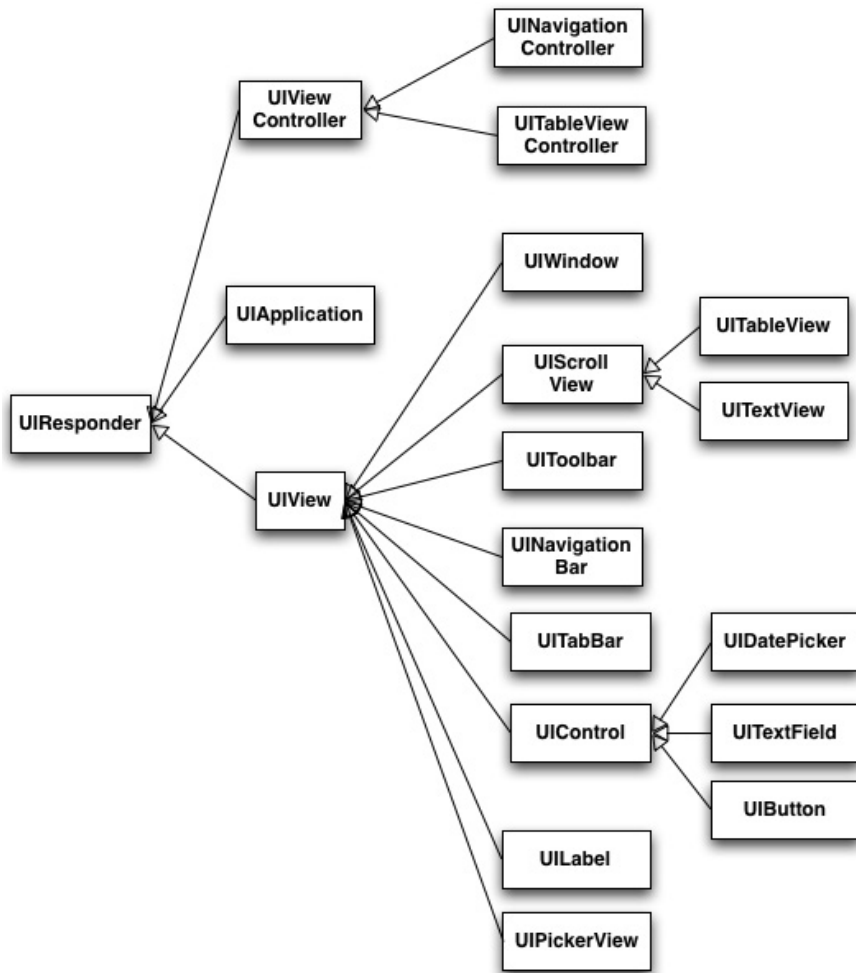 UINavigation
Controller
UIView
Controller
UITableView
Controller
UIWindow
UIApplication
UITableView
UIScroll
View
UIResponder
UITextView
UIToolbar
UIView
UINavigation
Bar
UITabBar
UIDatePicker
UIControl
UITextField
UIButton
UILabel
UIPickerView